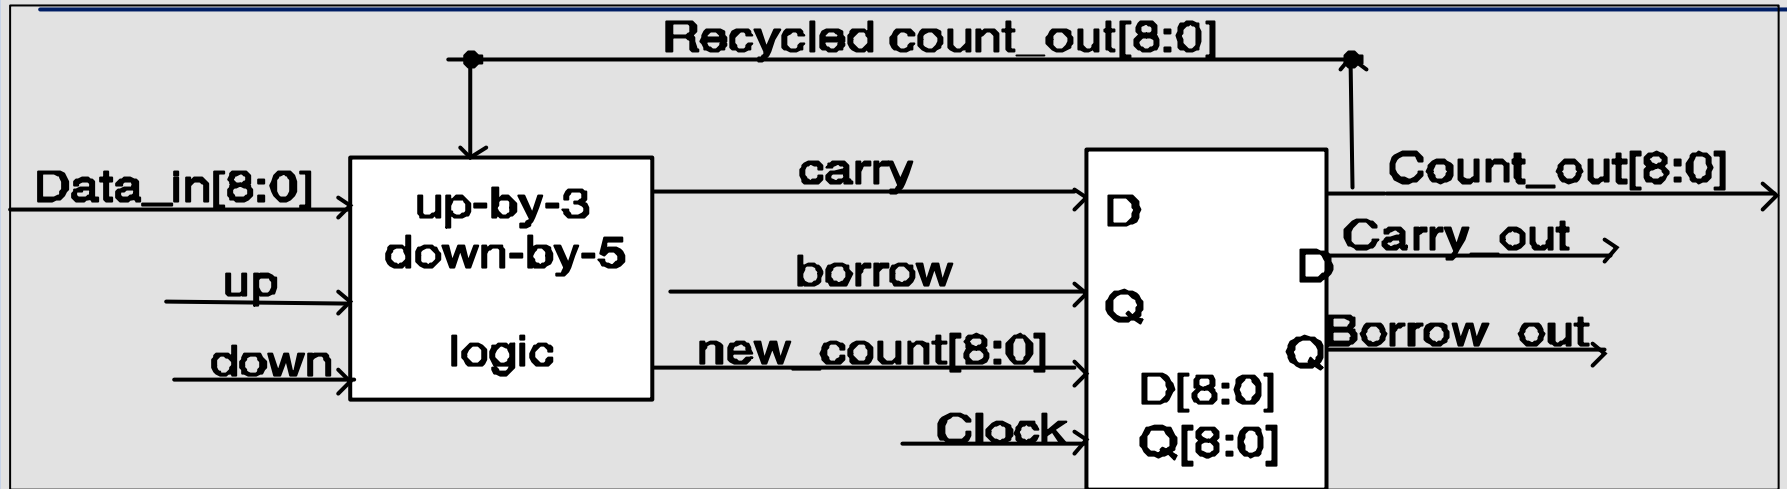 Recycled count_out[8:0]
Data_in[8:0]
up
down
up-by-3
down-by-5
logic
carry
borrow
new_count[8:0]
Clock
D
Q
D[8:0]
Q[8:0]
D
Q
Count_out[8:0]
Carry_out
Borrow_out